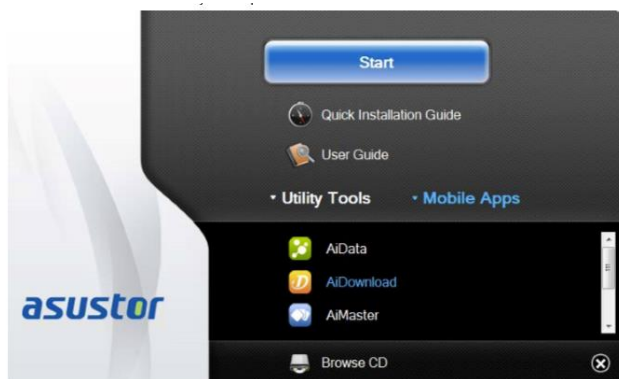 Start
Quick Installation Guide
User Guide
Utility Tools
Mobile Apps
AiData
AiDownload
AiMaster
asustor
Browse CD